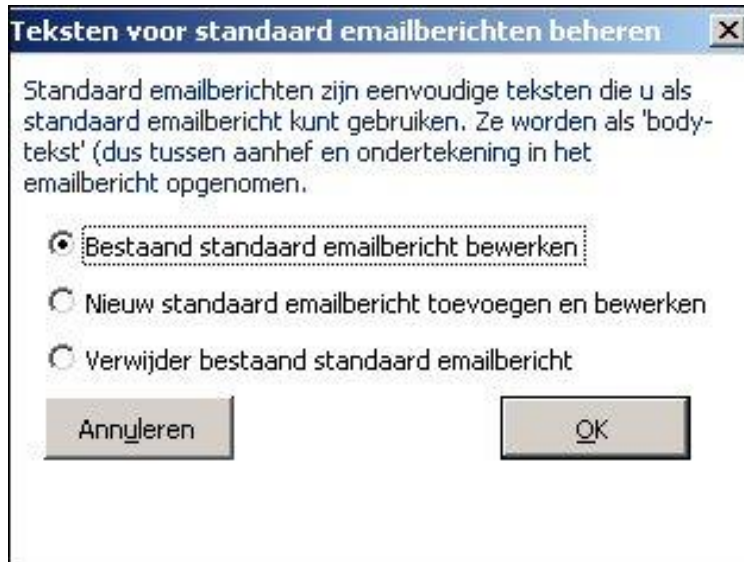 Teksten voor standaard emailberichten beheren
Standaard emailberichten zijn eenvoudige teksten die u als
standaard emailbericht kunt gebruiken. Ze worden als 'body-
tekst' (dus tussen aanhef en ondertekening in het
emailbericht opgenomen.
Bestaand standaard emailbericht bewerken
Nieuw standaard emailbericht toevoegen en bewerken
Verwijder bestaand standaard emailbericht
Annuleren OK